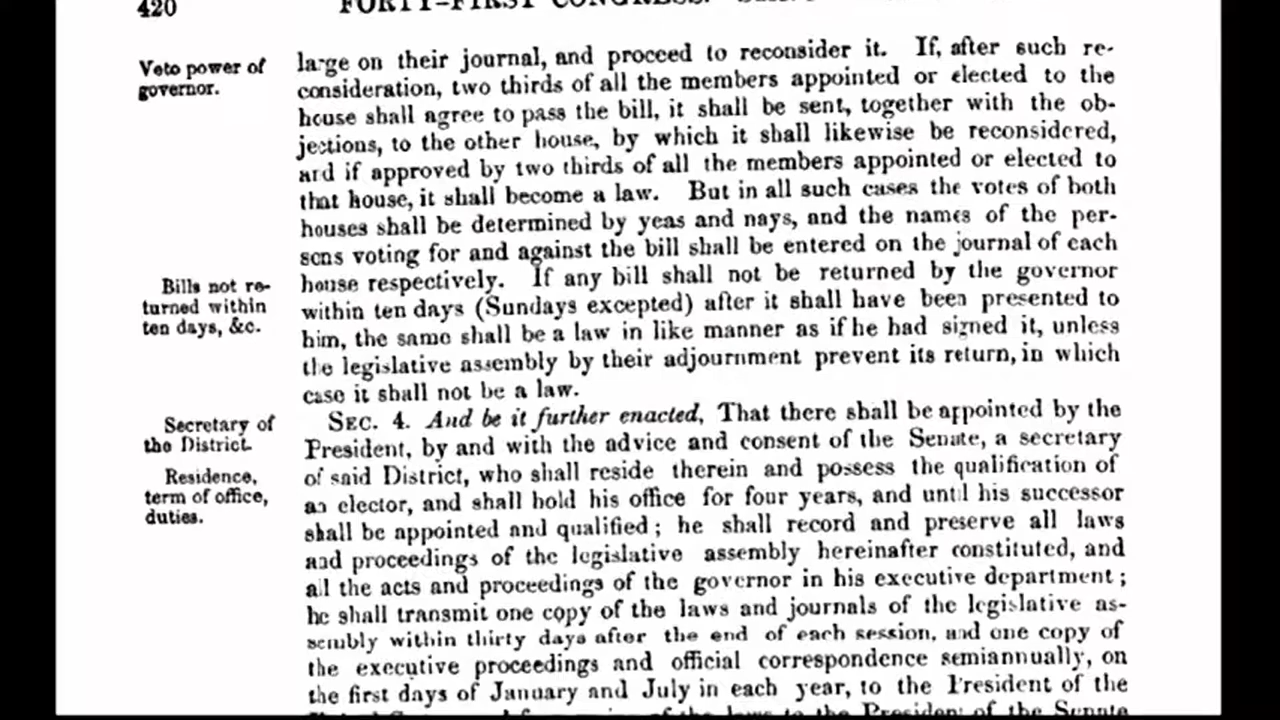 420 FORTY-FIRST CONGRESS.
Veto power of
governor.
large on their journal, and proceed to reconsider it. If, after such re-
consideration, two thirds of all the members appointed or elected to the
house shall agree to pass the bill, it shall be sent, together with the ob-
jections, to the other house, by which it shall likewise be reconsidered,
and if approved by two thirds of all the members appointed or elected to
that house, it shall become a law. But in all such cases the votes of both
houses shall be determined by yeas and nays, and the names of the per-
sons voting for and against the bill shall be entered on the journal of each
Bills not re-
turned within
ten days, &c.
house respectively. If any bill shall not be returned by the governor
within ten days (Sundays excepted) after it shall have been presented to
him, the same shall be a law in like manner as if he had signed it, unless
the legislative assembly by their adjournment prevent its return, in which
case it shall not be a law.
Secretary of
the District.
Residence,
term of office,
duties.
SEC. 4. And be it further enacted, That there shall be appointed by the
President, by and with the advice and consent of the Senate, a secretary
of said District, who shall reside therein and possess the qualification of
an elector, and shall hold his office for four years, and until his successor
shall be appointed and qualified; he shall record and preserve all laws
and proceedings of the legislative assembly hereinafter constituted, and
all the acts and proceedings of the governor in his executive department;
he shall transmit one copy of the laws and journals of the legislative as-
sembly within thirty days after the end of each session, and one copy of
the executive proceedings and official correspondence semiannually, on
the first days of January and July in each year, to the President of the
of the laws to the President of the Senate